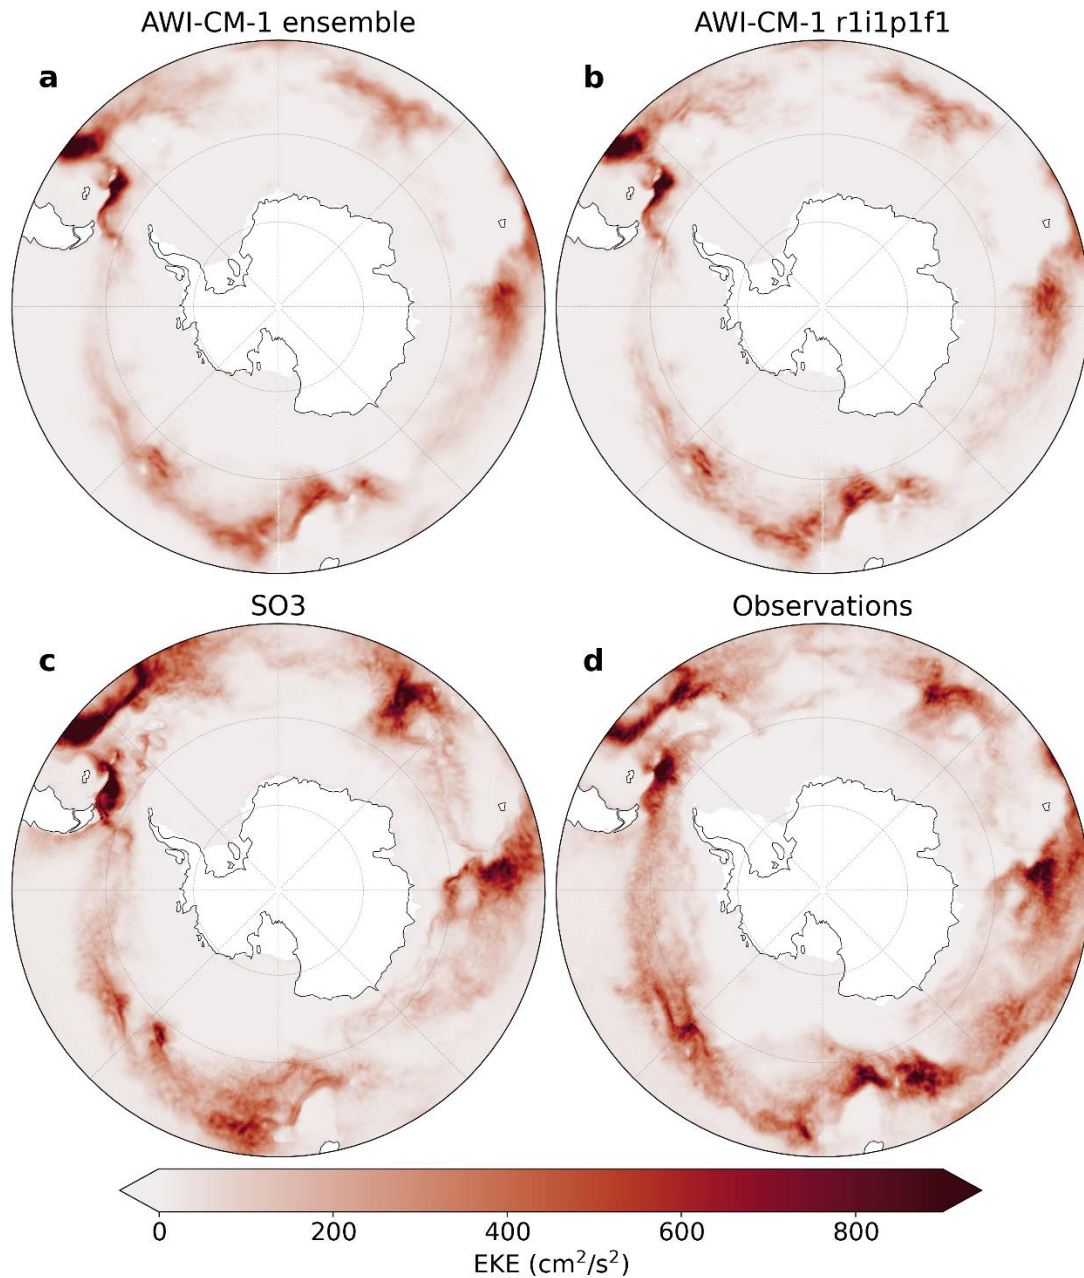 AWI-CM-1 ensemble
AWI-CM-1 r1i1p1f1
a
b
SO3
Observations
c
d
0 200 400 600 800
EKE (cm²/s²)